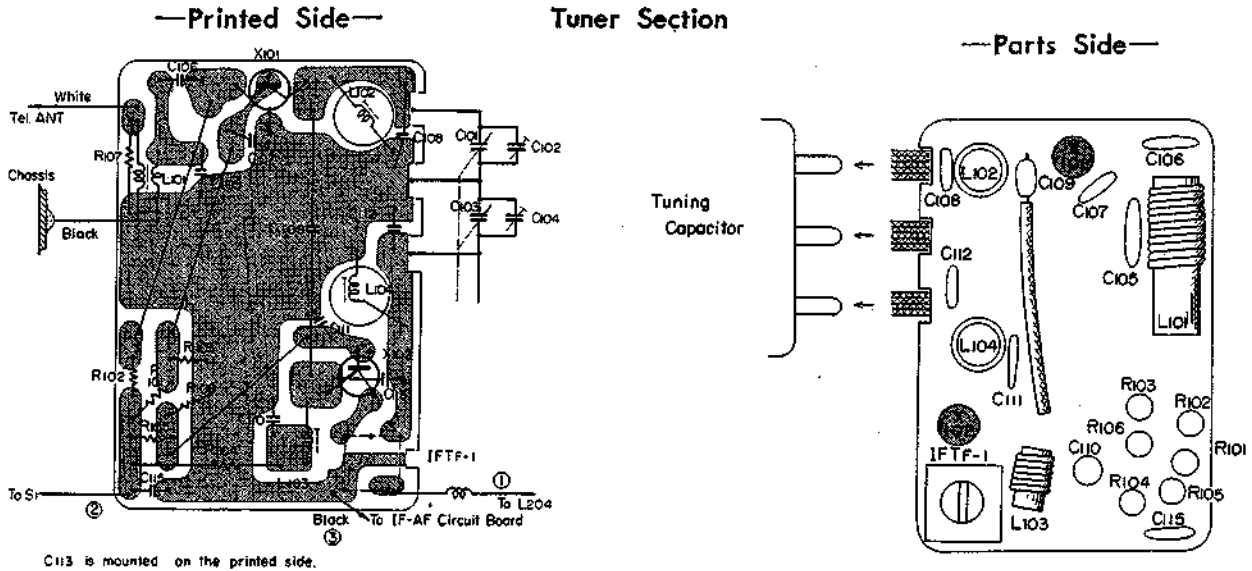 —Printed Side—
Tuner Section
—Parts Side—
X101
C106
White
Tel. ANT
L102
C108
C101
C102
R107
L101
Chassis
Black
C103
C104
L104
C111
R102
IFTF-1
L103
C115
To S1
②
①
To L204
Black
③
To IF-AF Circuit Board
C113 is mounted on the printed side.
Tuning
Capacitor
C106
L102
C108
C109
C107
C112
C105
L101
L104
C111
R103
R102
R106
IFTF-1
C110
R101
R104
R105
L103
C115